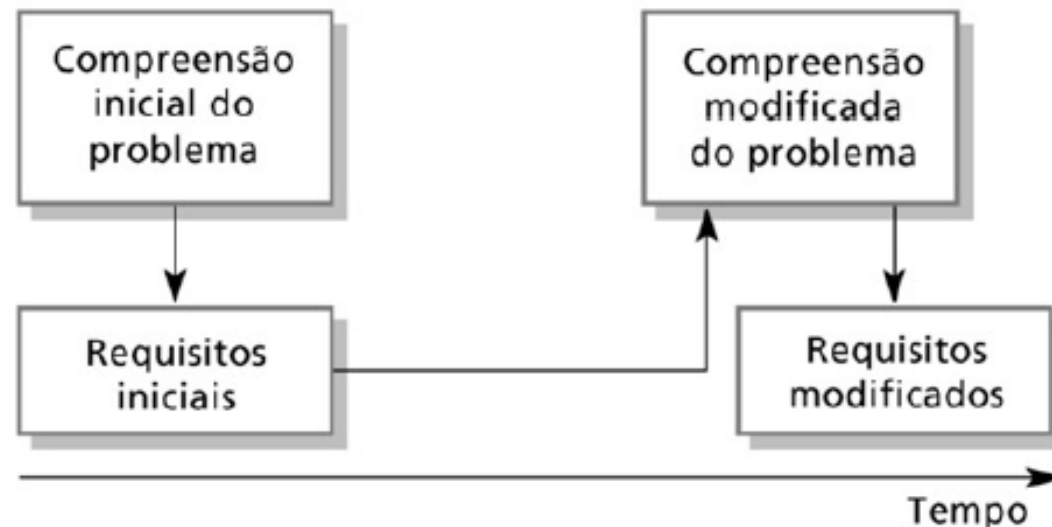 Compreensão
inicial do
problema
Compreensão
modificada
do problema
Requisitos
iniciais
Requisitos
modificados
Tempo